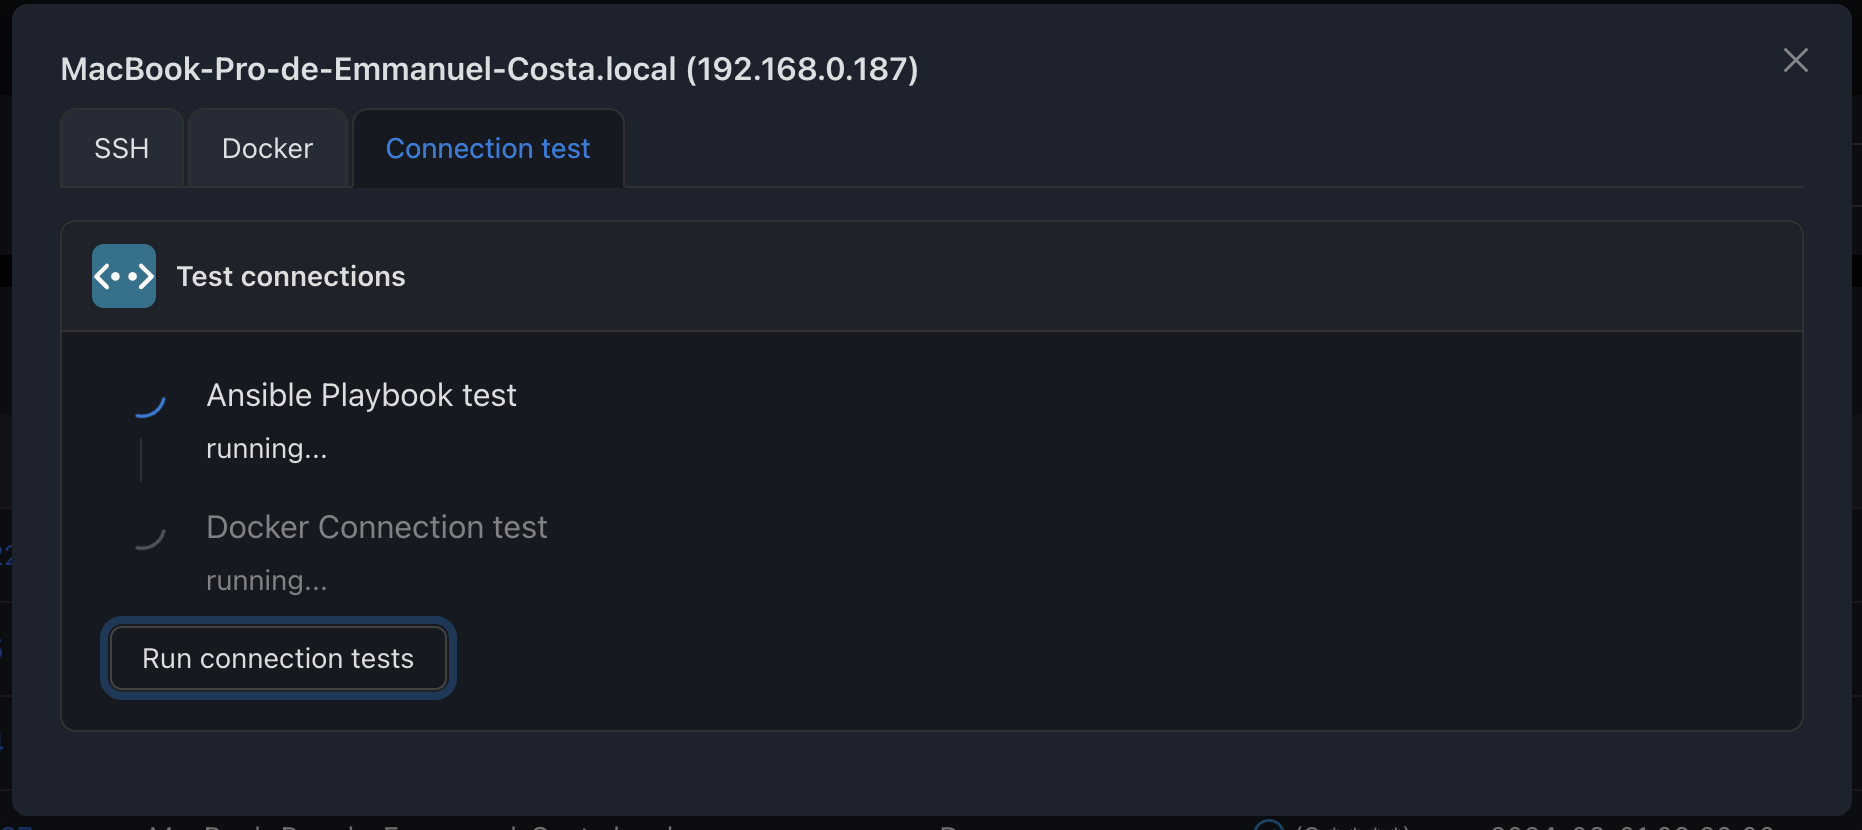 MacBook-Pro-de-Emmanuel-Costa.local (192.168.0.187)
SSH
Docker
Connection test
Test connections
Ansible Playbook test
running...
Docker Connection test
running...
Run connection tests